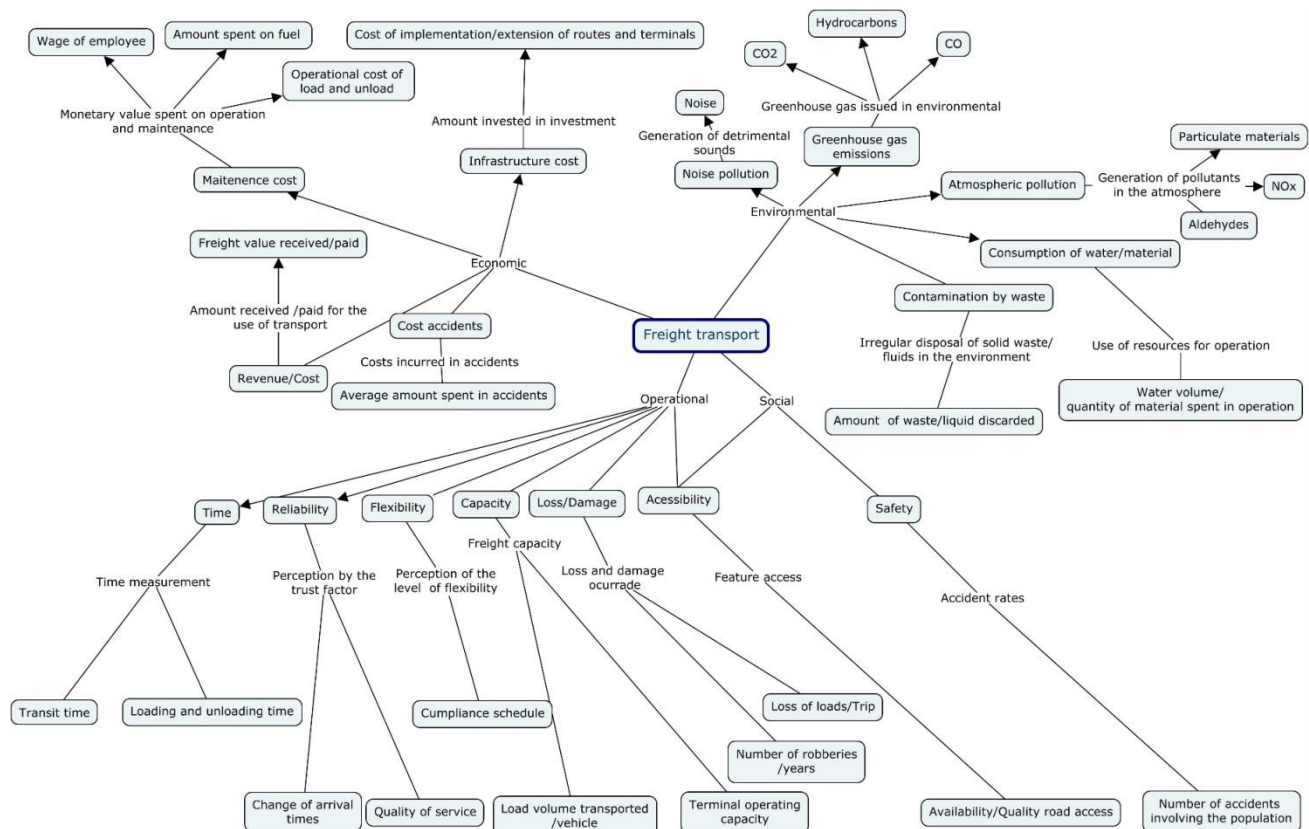 Hydrocarbons
Wage of employee
Amount spent on fuel
Cost of implementation/extension of routes and terminals
CO
CO2
Operational cost of
load and unload
Monetary value spent on operation
and maintenance
Amount invested in investment
Noise
Greenhouse gas issued in environmental
Generation of detrimental
sounds
Greenhouse gas
emissions
Particulate materials
Infrastructure cost
Noise pollution
Maitenence cost
Atmospheric pollution
Generation of pollutants
in the atmosphere
NOx
Environmental
Aldehydes
Freight value received/paid
Economic
Consumption of water/material
Amount received /paid for the
use of transport
Contamination by waste
Cost accidents
Freight transport
Irregular disposal of solid waste/
fluids in the environment
Use of resources for operation
Costs incurred in accidents
Revenue/Cost
Average amount spent in accidents
Operational
Social
Water volume/
quantity of material spent in operation
Amount of waste/liquid discarded
Time
Reliability
Flexibility
Capacity
Loss/Damage
Acessibility
Safety
Freight capacity
Time measurement
Perception by the
trust factor
Perception of the
level of flexibility
Loss and damage
ocurrade
Feature access
Accident rates
Transit time
Loading and unloading time
Cumpliance schedule
Loss of loads/Trip
Number of robberies
/years
Change of arrival
times
Quality of service
Load volume transported
/vehicle
Terminal operating
capacity
Availability/Quality road access
Number of accidents
involving the population